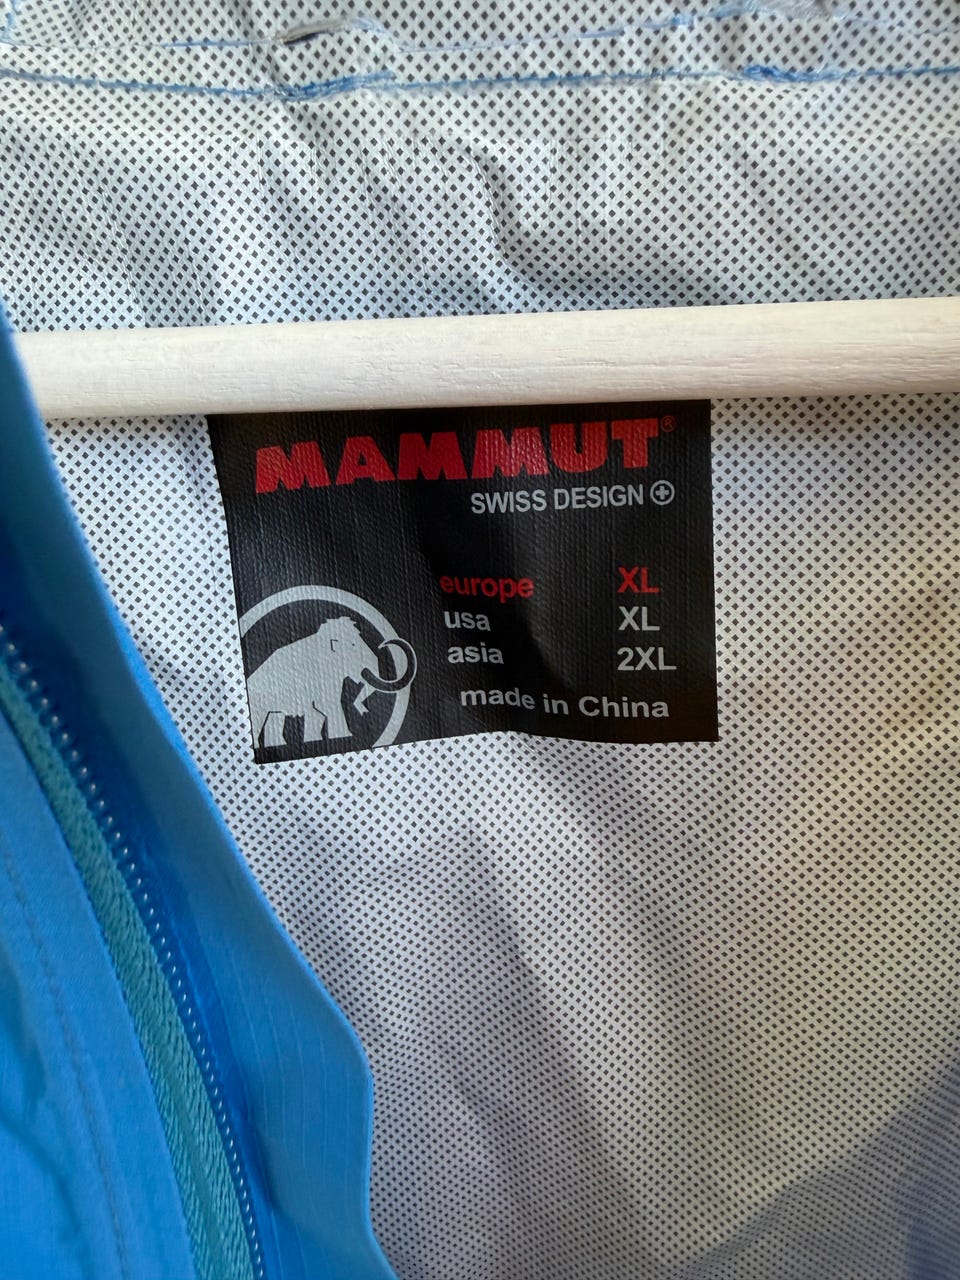 MAMMUT®
SWISS DESIGN
europe XL
usa XL
asia 2XL
made in China